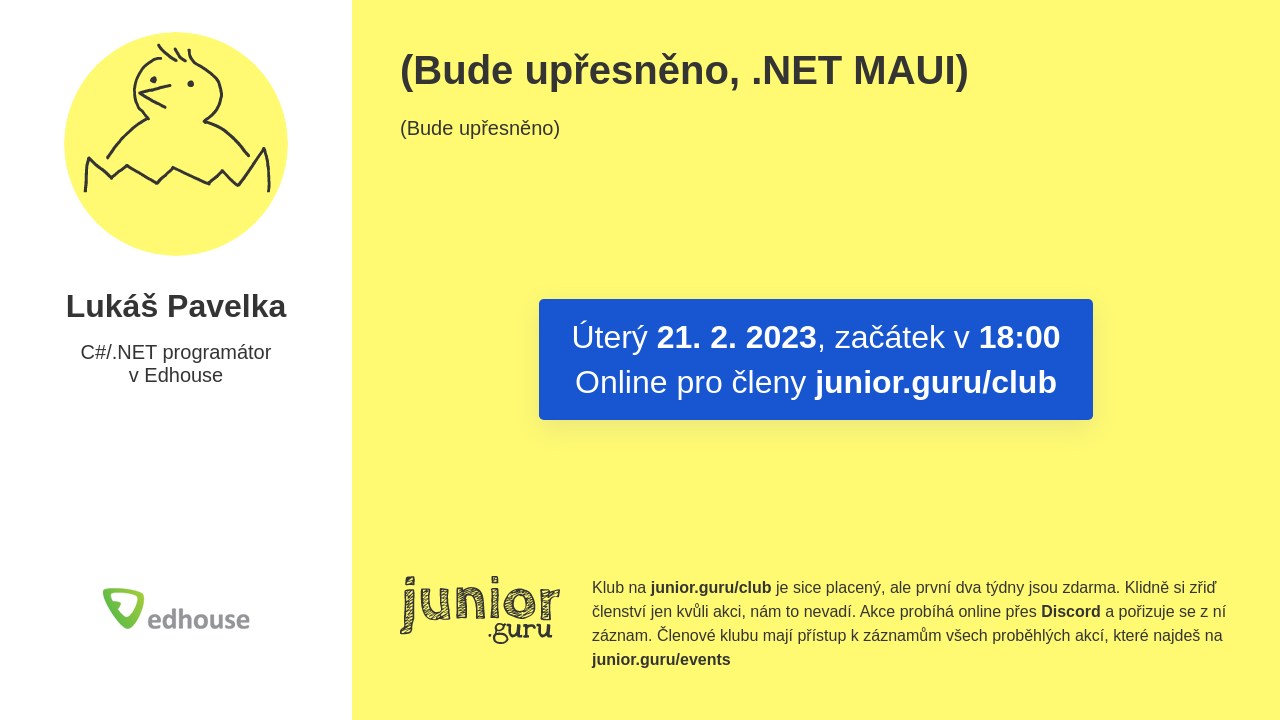 (Bude upřesněno, .NET MAUI)
(Bude upřesněno)
Lukáš Pavelka
C#/.NET programátor
v Edhouse
Úterý 21. 2. 2023, začátek v 18:00
Online pro členy junior.guru/club
edhouse
junior
.guru
Klub na junior.guru/club je sice placený, ale první dva týdny jsou zdarma. Klidně si zřiď
členství jen kvůli akci, nám to nevadí. Akce probíhá online přes Discord a pořizuje se z ní
záznam. Členové klubu mají přístup k záznamům všech proběhlých akcí, které najdeš na
junior.guru/events